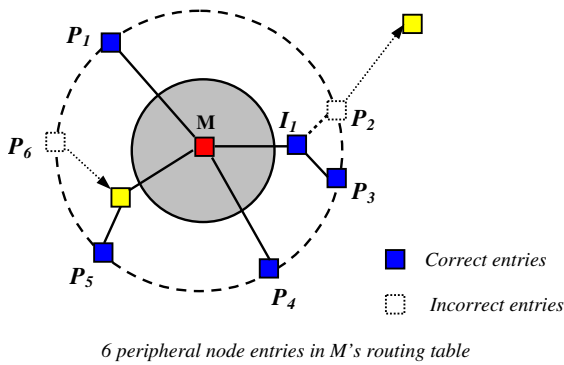 P1
M
I1
P2
P6
P3
P5
P4
Correct entries
Incorrect entries
6 peripheral node entries in M's routing table